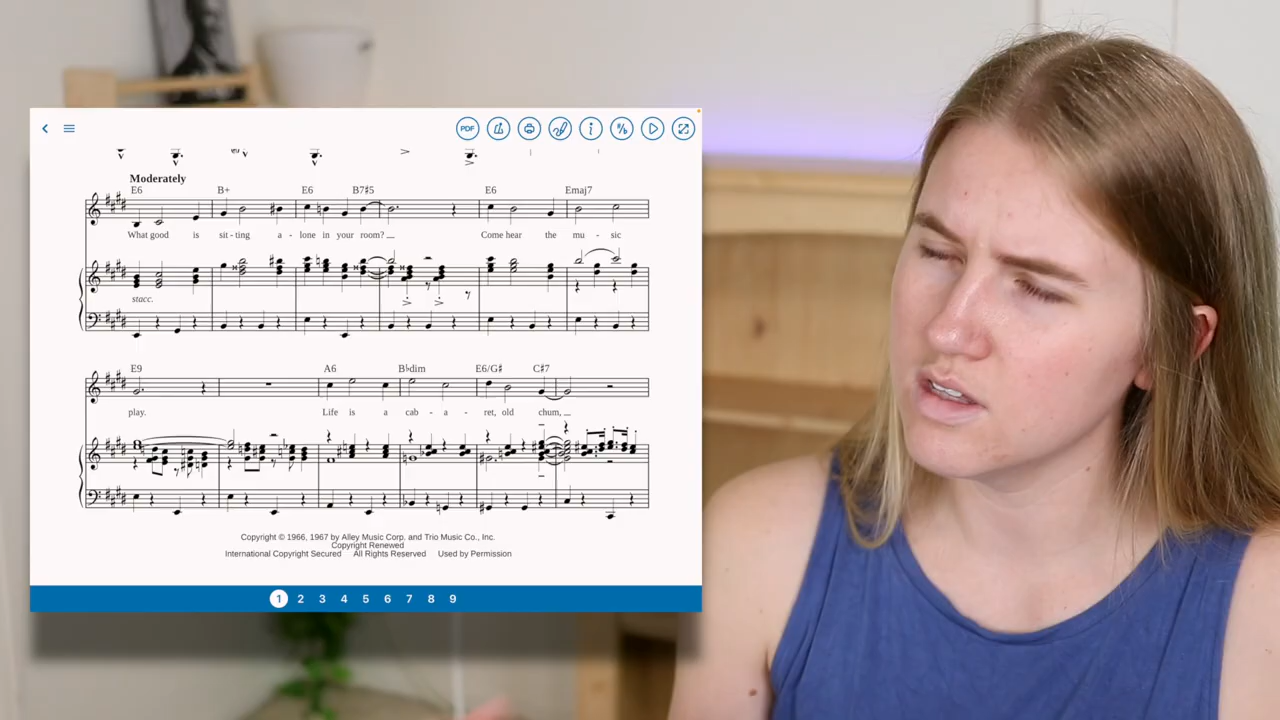 PDF
Moderately
E6 B+ E6 B7♯5 E6 Emaj7
What good is sit - ting a - lone in your room? Come hear the mu - sic
stacc.
E9 A6 B♭dim E6/G♯ C♯7
play. Life is a cab - a - ret, old chum,
Copyright © 1966, 1967 by Alley Music Corp. and Trio Music Co., Inc.
Copyright Renewed
International Copyright Secured All Rights Reserved Used by Permission
1 2 3 4 5 6 7 8 9